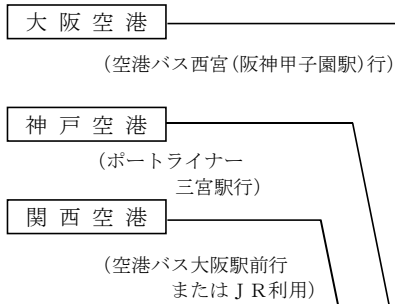 大 阪 空 港
(空港バス西宮(阪神甲子園駅)行)
神 戸 空 港
(ポートライナー
三宮駅行)
関 西 空 港
(空港バス大阪駅前行
またはＪＲ利用)